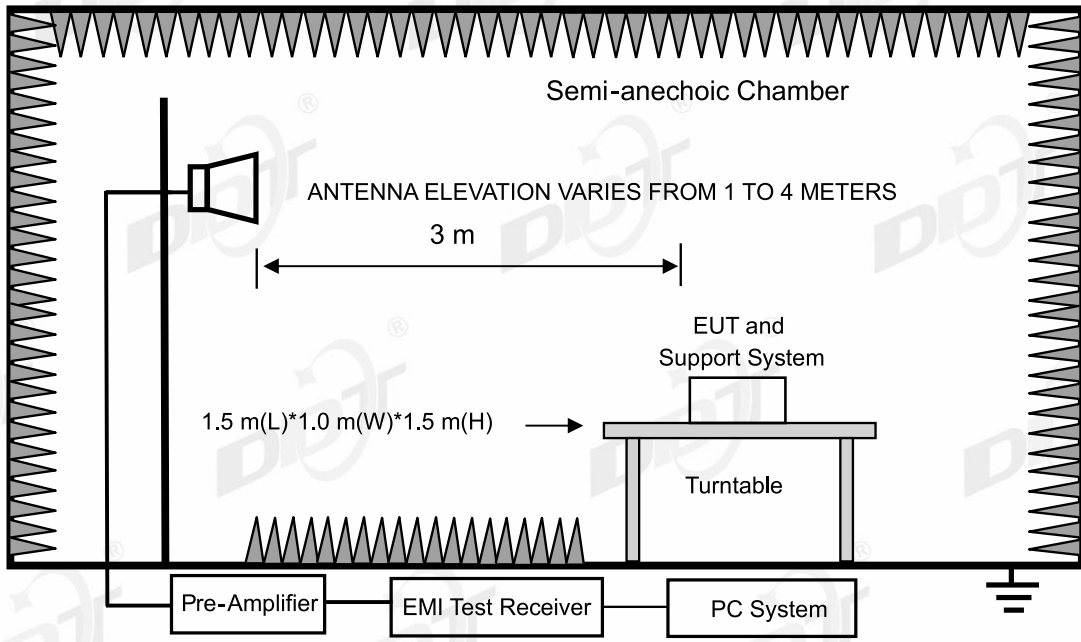 Semi-anechoic Chamber
ANTENNA ELEVATION VARIES FROM 1 TO 4 METERS
3 m
EUT and
Support System
1.5 m(L)*1.0 m(W)*1.5 m(H)
Turntable
Pre-Amplifier
EMI Test Receiver
PC System
DDT®